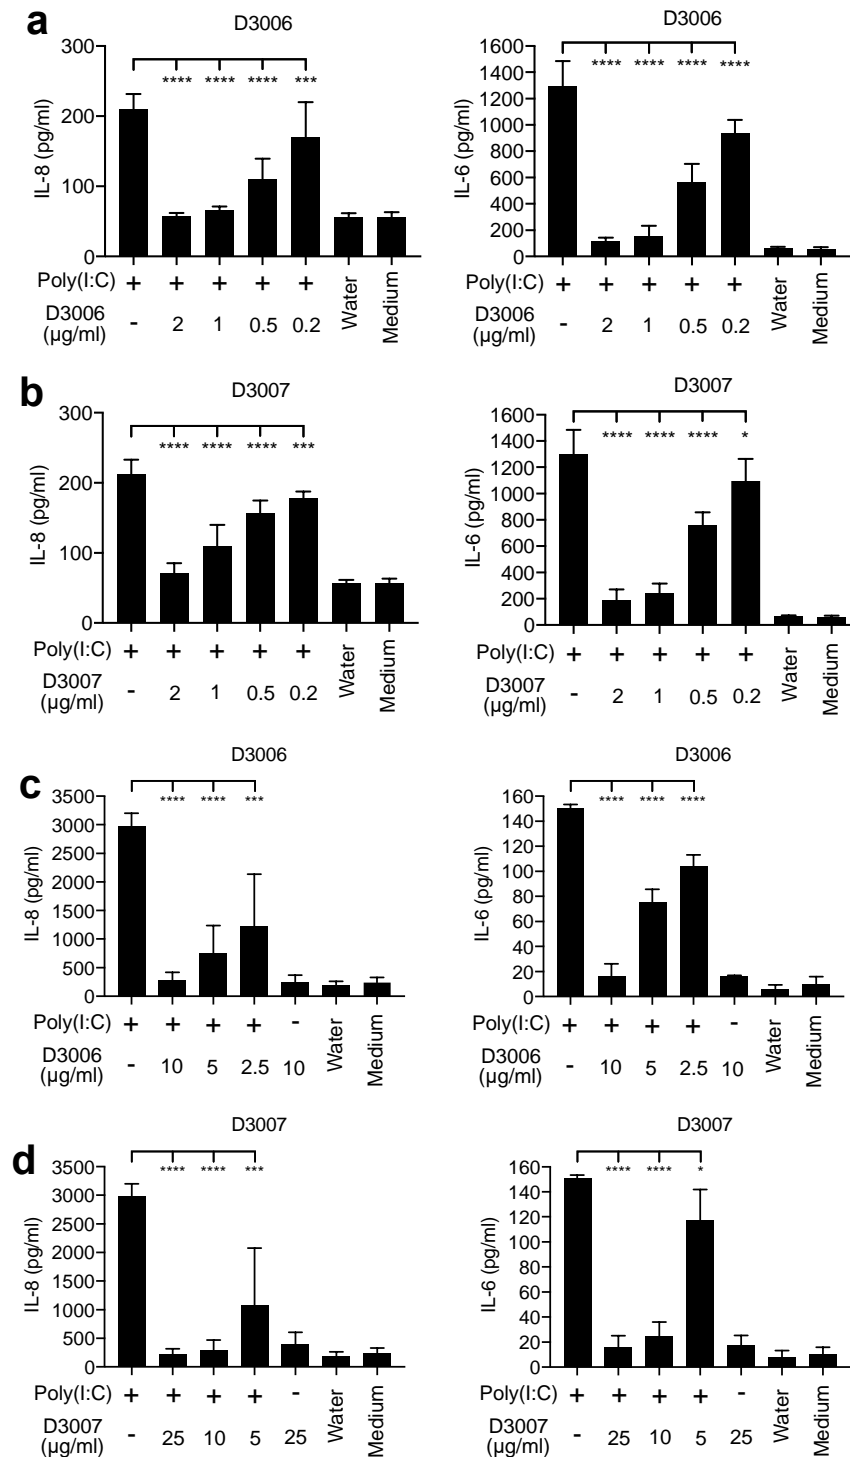 a
D3006
IL-8 (pg/ml)
300
200
100
0
**** **** **** ***
Poly(I:C) + + + + +
D3006 (µg/ml) - 2 1 0.5 0.2 Water Medium
D3006
IL-6 (pg/ml)
1600
1400
1200
1000
800
600
400
200
0
**** **** **** ****
Poly(I:C) + + + + +
D3006 (µg/ml) - 2 1 0.5 0.2 Water Medium
b
D3007
IL-8 (pg/ml)
300
200
100
0
**** **** **** ***
Poly(I:C) + + + + +
D3007 (µg/ml) - 2 1 0.5 0.2 Water Medium
D3007
IL-6 (pg/ml)
1600
1400
1200
1000
800
600
400
200
0
**** **** **** *
Poly(I:C) + + + + +
D3007 (µg/ml) - 2 1 0.5 0.2 Water Medium
c
D3006
IL-8 (pg/ml)
3500
3000
2500
2000
1500
1000
500
0
**** **** ***
Poly(I:C) + + + + -
D3006 (µg/ml) - 10 5 2.5 10 Water Medium
D3006
IL-6 (pg/ml)
160
140
120
100
80
60
40
20
0
**** **** ****
Poly(I:C) + + + + -
D3006 (µg/ml) - 10 5 2.5 10 Water Medium
d
D3007
IL-8 (pg/ml)
3500
3000
2500
2000
1500
1000
500
0
**** **** ***
Poly(I:C) + + + + -
D3007 (µg/ml) - 25 10 5 25 Water Medium
D3007
IL-6 (pg/ml)
160
140
120
100
80
60
40
20
0
**** **** *
Poly(I:C) + + + + -
D3007 (µg/ml) - 25 10 5 25 Water Medium